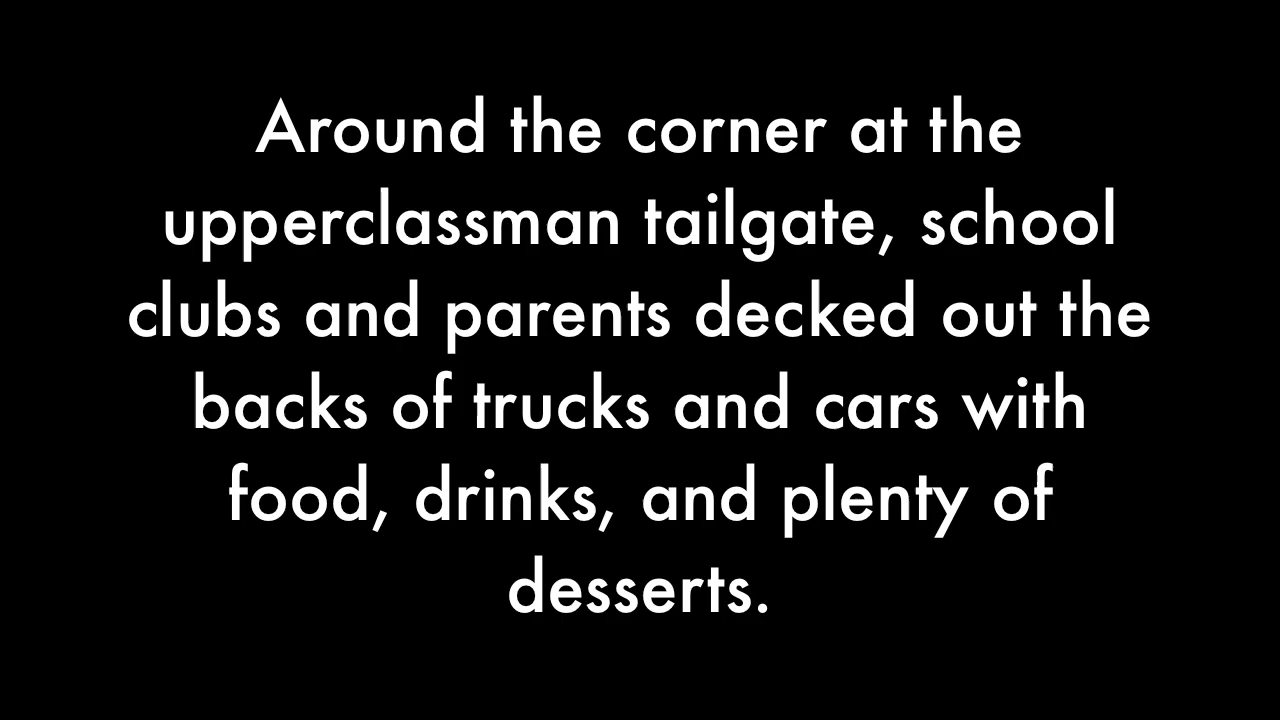 Around the corner at the
upperclassman tailgate, school
clubs and parents decked out the
backs of trucks and cars with
food, drinks, and plenty of
desserts.